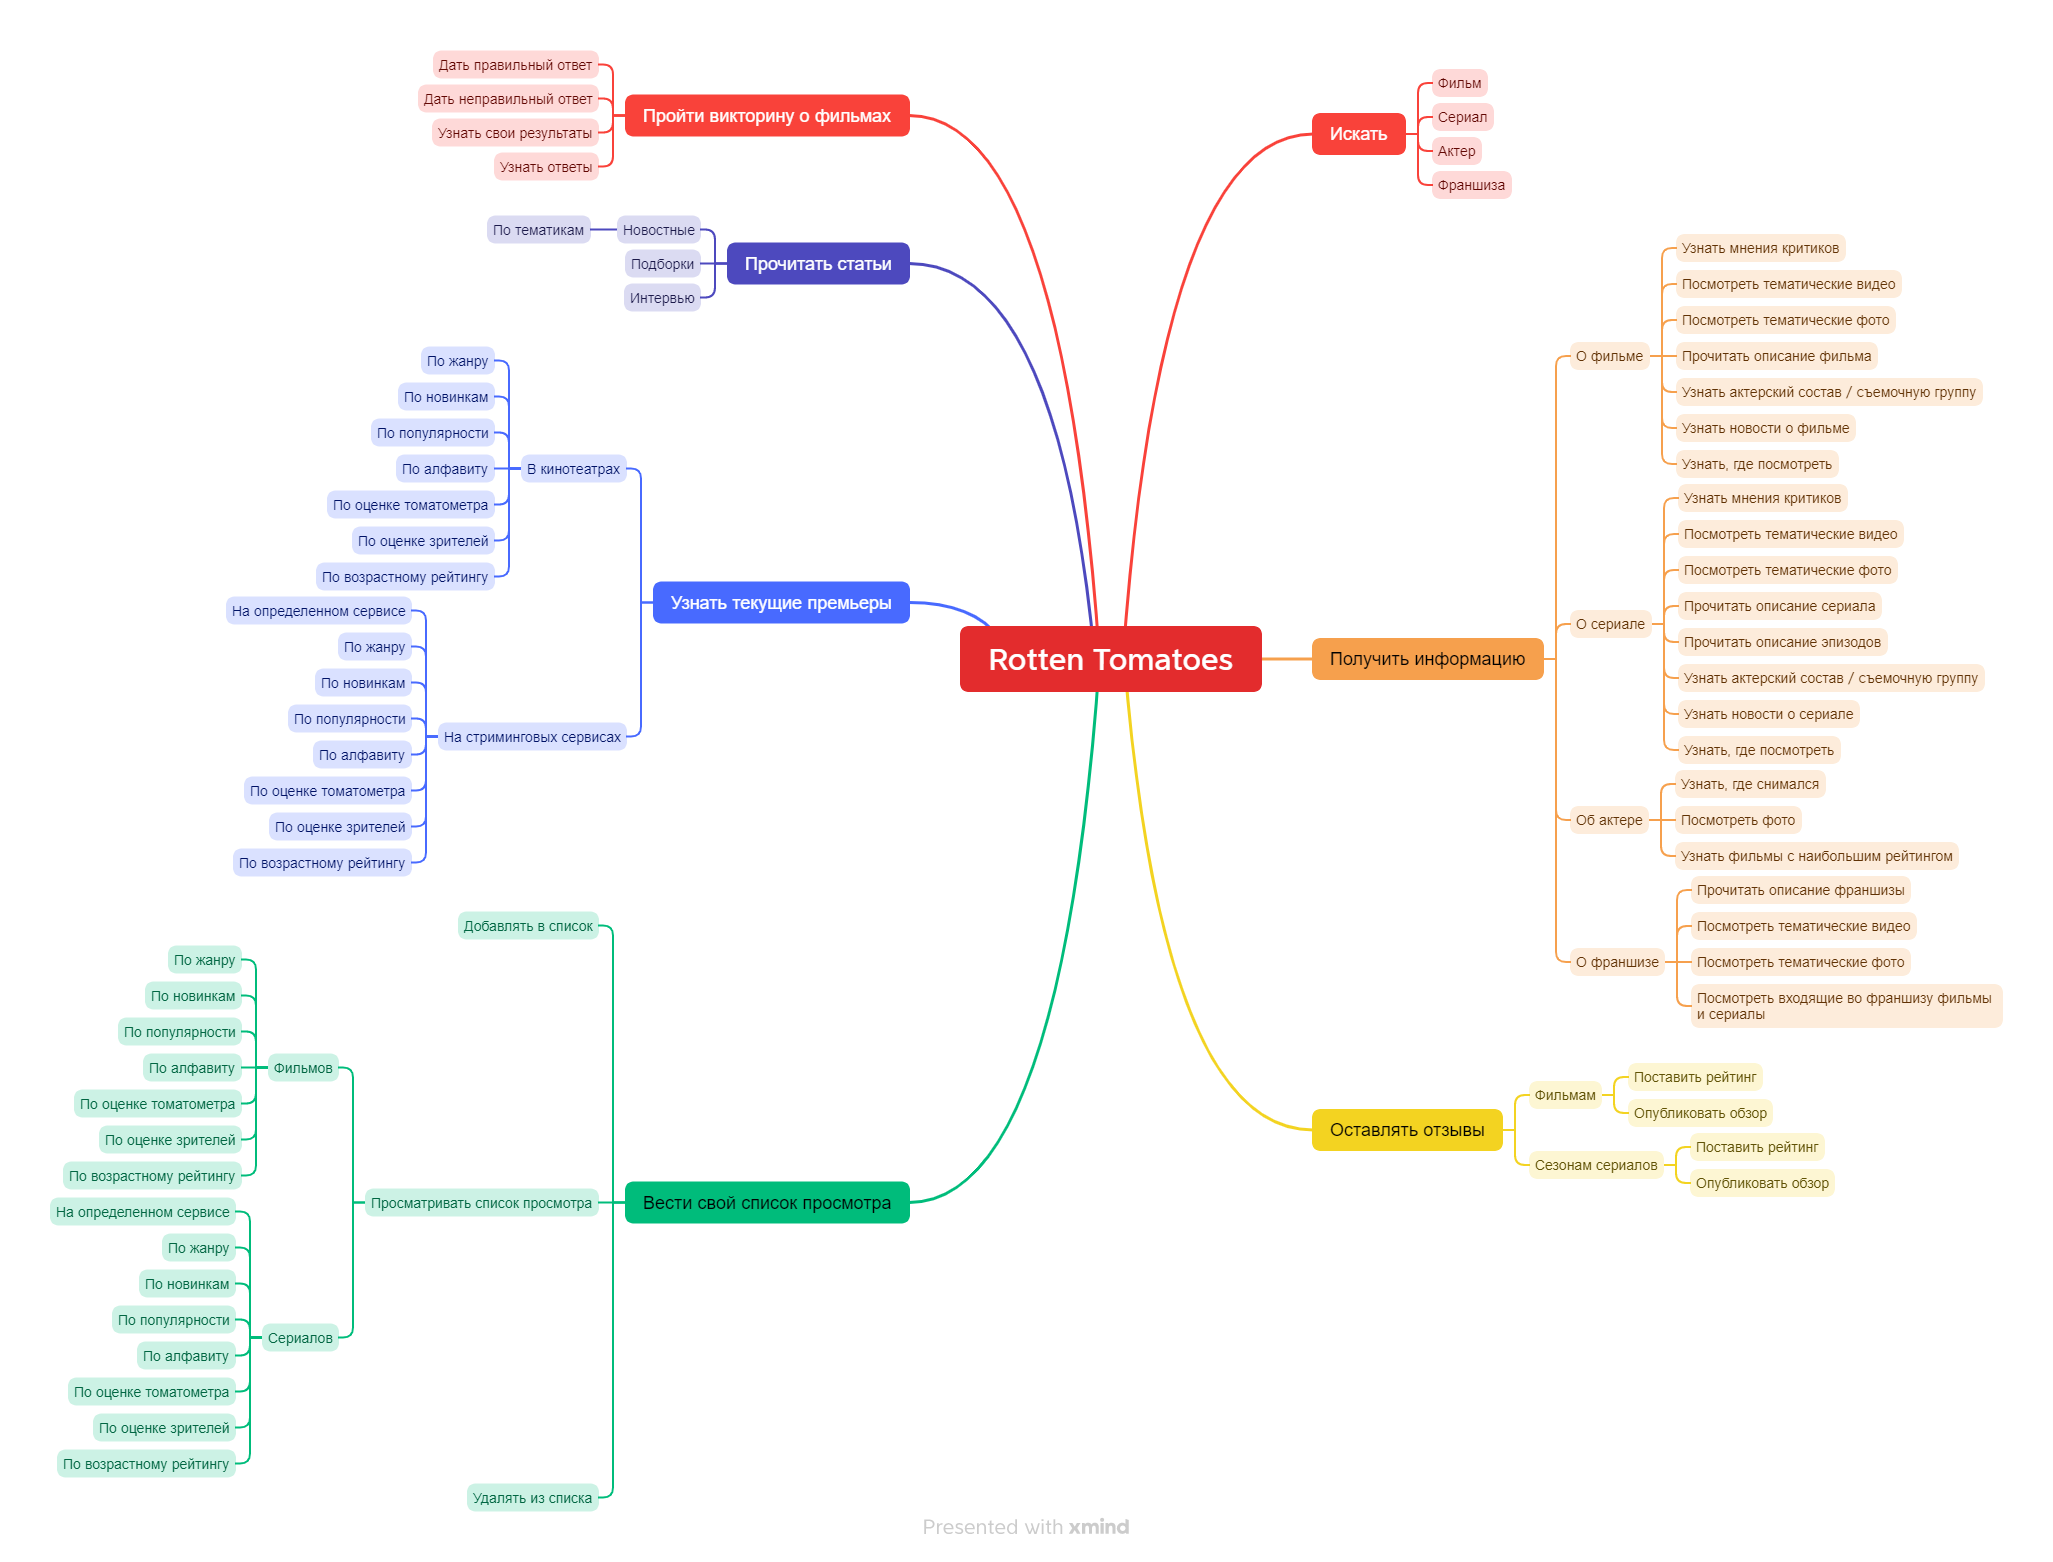 Rotten Tomatoes
Искать
Фильм
Сериал
Актер
Франшиза
Получить информацию
О фильме
Узнать мнения критиков
Посмотреть тематические видео
Посмотреть тематические фото
Прочитать описание фильма
Узнать актерский состав / съемочную группу
Узнать новости о фильме
Узнать, где посмотреть
О сериале
Узнать мнения критиков
Посмотреть тематические видео
Посмотреть тематические фото
Прочитать описание сериала
Прочитать описание эпизодов
Узнать актерский состав / съемочную группу
Узнать новости о сериале
Узнать, где посмотреть
Об актере
Узнать, где снимался
Посмотреть фото
Узнать фильмы с наибольшим рейтингом
О франшизе
Прочитать описание франшизы
Посмотреть тематические видео
Посмотреть тематические фото
Посмотреть входящие во франшизу фильмы
и сериалы
Оставлять отзывы
Фильмам
Поставить рейтинг
Опубликовать обзор
Сезонам сериалов
Поставить рейтинг
Опубликовать обзор
Пройти викторину о фильмах
Дать правильный ответ
Дать неправильный ответ
Узнать свои результаты
Узнать ответы
Прочитать статьи
Новостные
По тематикам
Подборки
Интервью
Узнать текущие премьеры
В кинотеатрах
По жанру
По новинкам
По популярности
По алфавиту
По оценке томатометра
По оценке зрителей
По возрастному рейтингу
На стриминговых сервисах
На определенном сервисе
По жанру
По новинкам
По популярности
По алфавиту
По оценке томатометра
По оценке зрителей
По возрастному рейтингу
Вести свой список просмотра
Добавлять в список
Просматривать список просмотра
Фильмов
По жанру
По новинкам
По популярности
По алфавиту
По оценке томатометра
По оценке зрителей
По возрастному рейтингу
Сериалов
На определенном сервисе
По жанру
По новинкам
По популярности
По алфавиту
По оценке томатометра
По оценке зрителей
По возрастному рейтингу
Удалять из списка
Presented with xmind